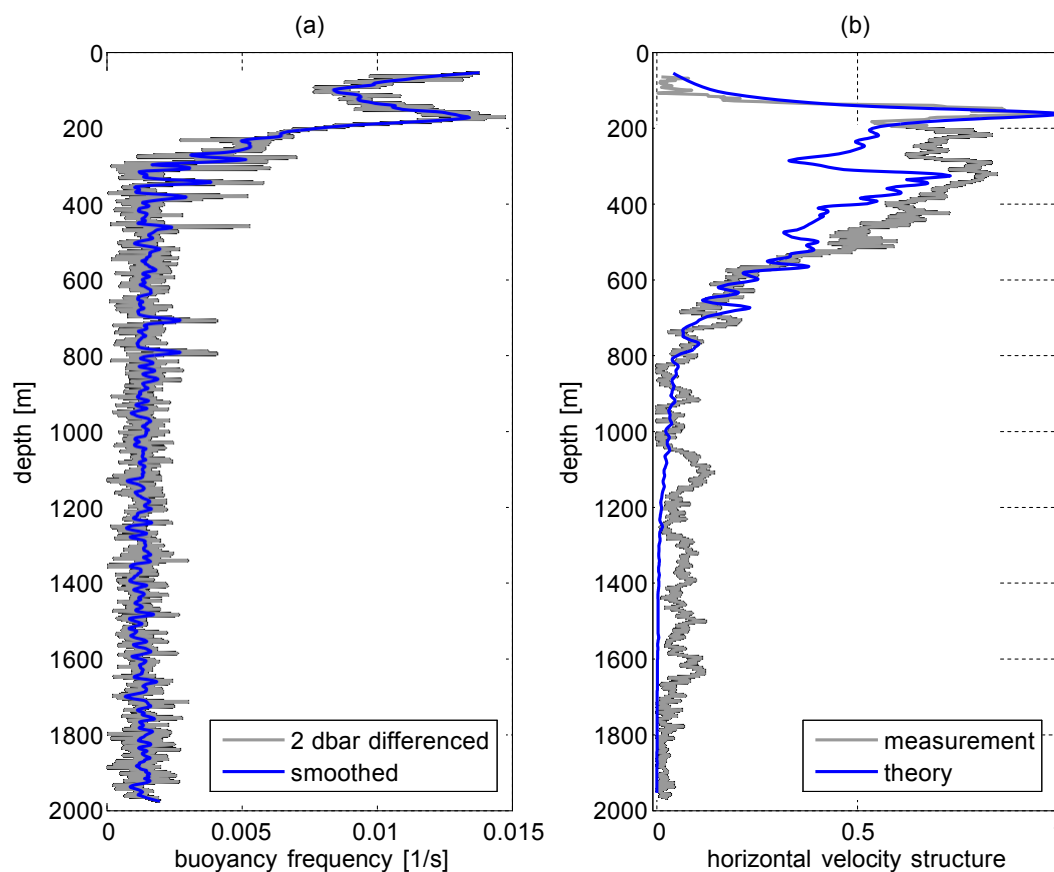 (a)
0
200
400
600
800
1000
1200
1400
1600
1800
2000
depth [m]
0
0.005
0.01
0.015
buoyancy frequency [1/s]
2 dbar differenced
smoothed
(b)
0
200
400
600
800
1000
1200
1400
1600
1800
2000
depth [m]
0
0.5
horizontal velocity structure
measurement
theory